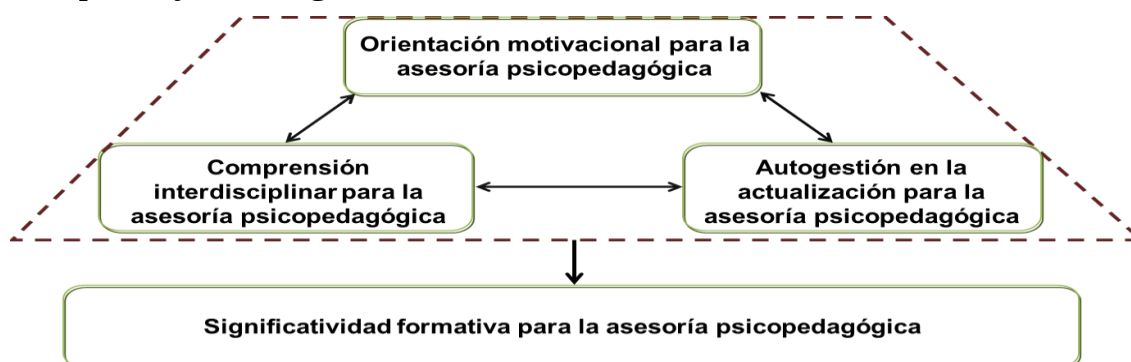 Orientación motivacional para la
asesoría psicopedagógica
Comprensión
interdisciplinar para la
asesoría psicopedagógica
Autogestión en la
actualización para la
asesoría psicopedagógica
Significatividad formativa para la asesoría psicopedagógica